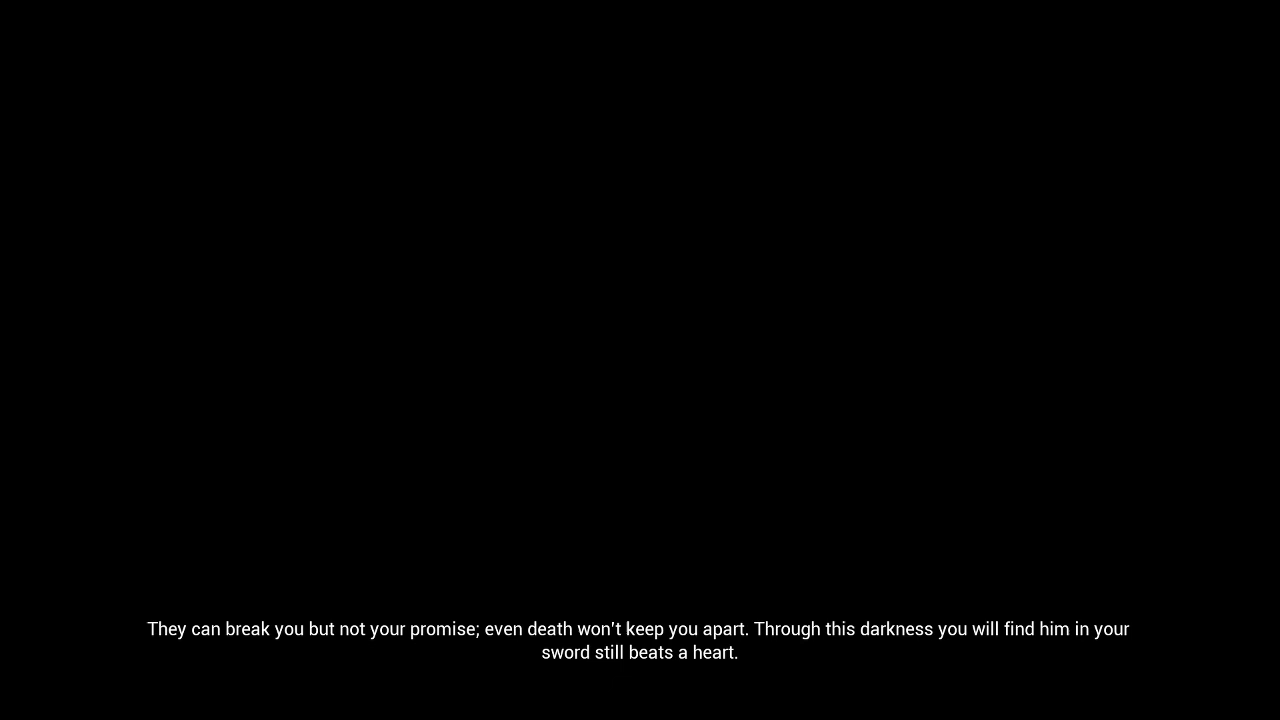 They can break you but not your promise; even death won't keep you apart. Through this darkness you will find him in your
sword still beats a heart.